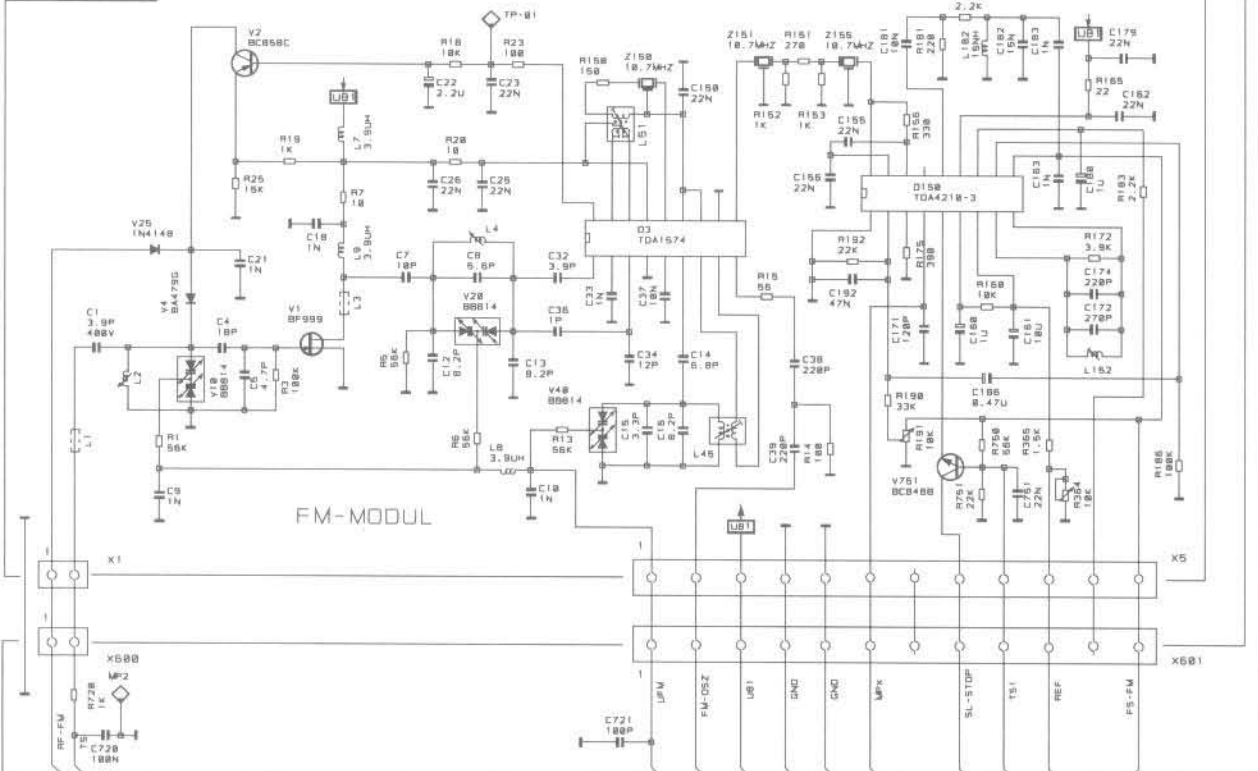 V2
BC858C
TP-01
R18
10K
R23
100
C22
2.2U
C23
22N
R158
150
Z150
10.7MHZ
C150
22N
L51
Z151
10.7MHZ
R151
270
Z155
10.7MHZ
R152
1K
R153
1K
C155
22N
C156
22N
R156
330
C181
10N
R181
220
2.2K
L182
15NH
C182
15N
C183
1N
UB1
C179
22N
R165
22
C162
22N
UB1
L7
3.9UH
R19
1K
R25
15K
R20
10
C26
22N
C25
22N
R7
10
C18
1N
L9
3.9UH
L3
V25
1N4148
C21
1N
V4
BA479G
C1
3.9P
400V
C4
18P
V1
BF999
L2
V10
BB814
C5
4.7P
R3
100K
L1
R1
56K
C9
1N
C7
10P
L4
C8
5.6P
C32
3.9P
V20
BB814
C36
1P
R5
56K
C12
8.2P
C13
8.2P
R6
56K
L8
3.9UH
D3
TDA1574
C33
1N
C37
10N
C34
12P
C14
6.8P
V40
BB814
R13
56K
C15
3.3P
C16
8.2P
L45
C10
1N
R15
56
C38
220P
C39
220P
R14
100
D150
TDA4210-3
C163
1N
C180
1U
R183
2.2K
R192
22K
C192
47N
R175
390
C171
120P
R160
10K
C160
1U
C161
10U
R172
3.9K
C174
220P
C172
270P
L152
C186
0.47U
R190
33K
R191
10K
V751
BC848B
R750
56K
R751
22K
C751
22N
R365
1.5K
R364
10K
R186
100K
FM-MODUL
UB1
1
X1
1
X5
1
X600
1
X601
MP2
R720
1K
C720
100N
RF-FM
TS
C721
100P
UFM
FM-OSZ
UB1
GND
GND
MPX
SL-STOP
TS1
REF
FS-FM